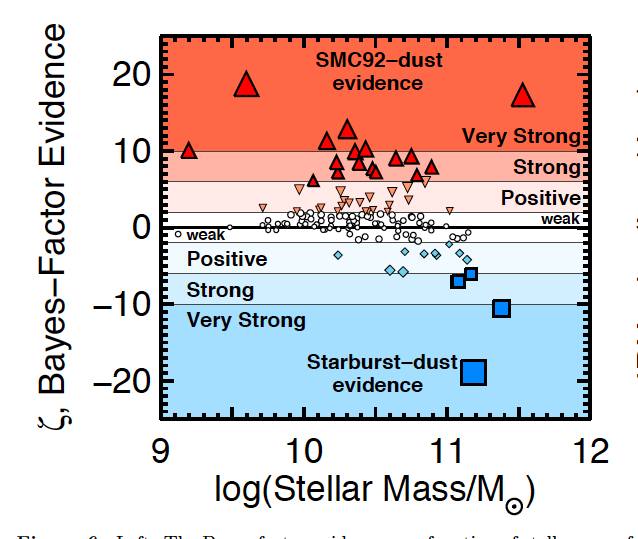 SMC92–dust
evidence
Very Strong
Strong
Positive
weak
weak
Positive
Strong
Very Strong
Starburst–dust
evidence
20
10
0
−10
−20
9 10 11 12
ζ, Bayes–Factor Evidence
log(Stellar Mass/M⊙)